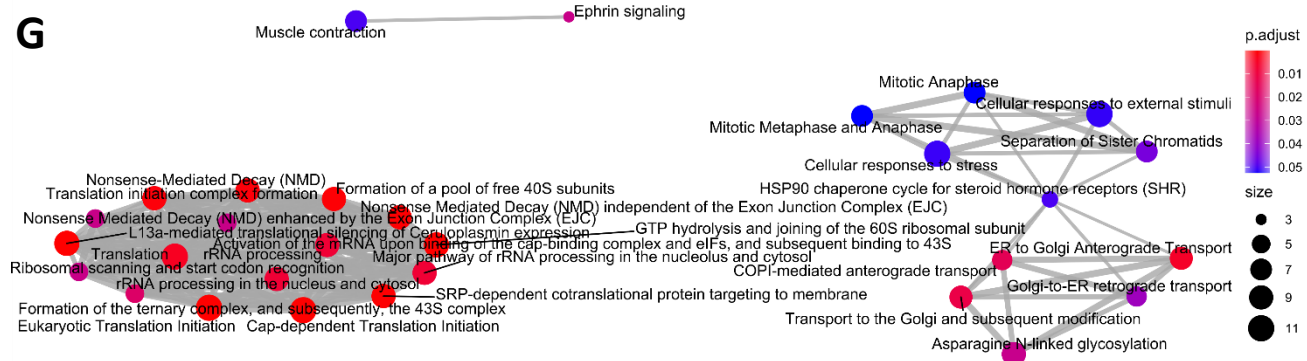 G
Ephrin signaling
Muscle contraction
p.adjust
0.01
0.02
0.03
0.04
0.05
size
3
5
7
9
11
Mitotic Anaphase
Cellular responses to external stimuli
Mitotic Metaphase and Anaphase
Separation of Sister Chromatids
Cellular responses to stress
HSP90 chaperone cycle for steroid hormone receptors (SHR)
Nonsense-Mediated Decay (NMD)
Translation initiation complex formation
Formation of a pool of free 40S subunits
Nonsense Mediated Decay (NMD) independent of the Exon Junction Complex (EJC)
Nonsense Mediated Decay (NMD) enhanced by the Exon Junction Complex (EJC)
L13a-mediated translational silencing of Ceruloplasmin expression
GTP hydrolysis and joining of the 60S ribosomal subunit
Activation of the mRNA upon binding of the cap-binding complex and eIFs, and subsequent binding to 43S
Translation
rRNA processing
Major pathway of rRNA processing in the nucleolus and cytosol
Ribosomal scanning and start codon recognition
rRNA processing in the nucleus and cytosol
SRP-dependent cotranslational protein targeting to membrane
Formation of the ternary complex, and subsequently, the 43S complex
Eukaryotic Translation Initiation
Cap-dependent Translation Initiation
ER to Golgi Anterograde Transport
COPI-mediated anterograde transport
Golgi-to-ER retrograde transport
Transport to the Golgi and subsequent modification
Asparagine N-linked glycosylation